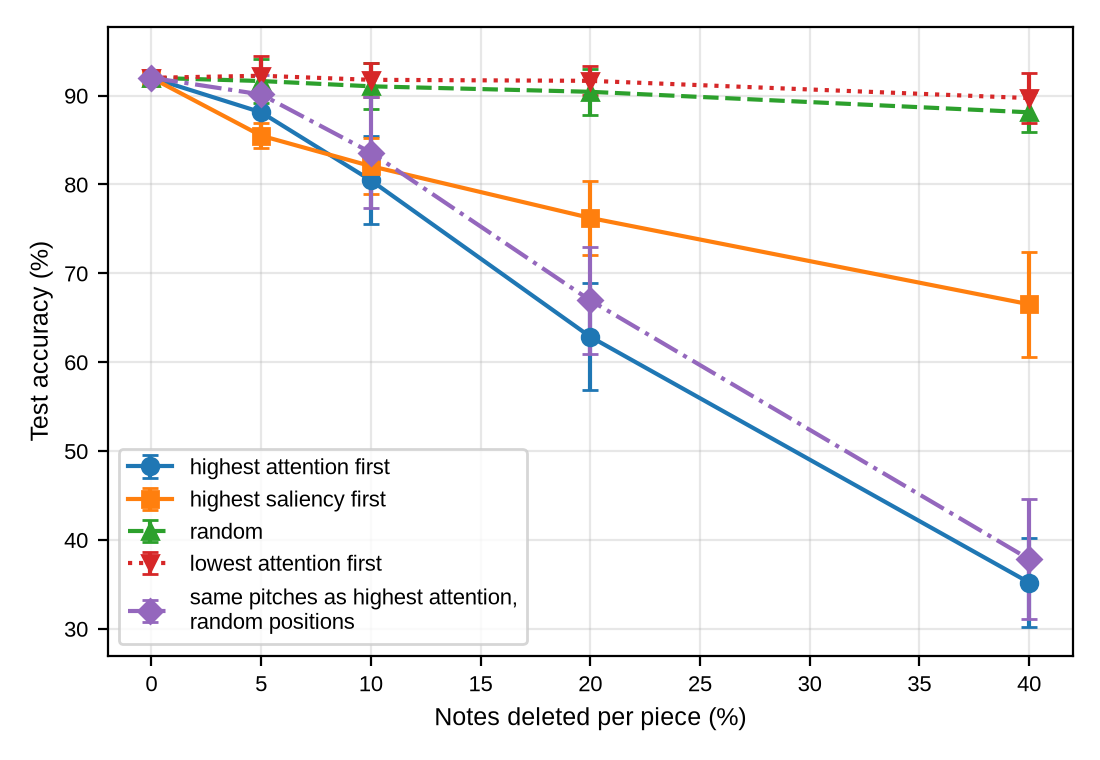 90
80
70
60
50
40
30
Test accuracy (%)
highest attention first
highest saliency first
random
lowest attention first
same pitches as highest attention,
random positions
0 5 10 15 20 25 30 35 40
Notes deleted per piece (%)